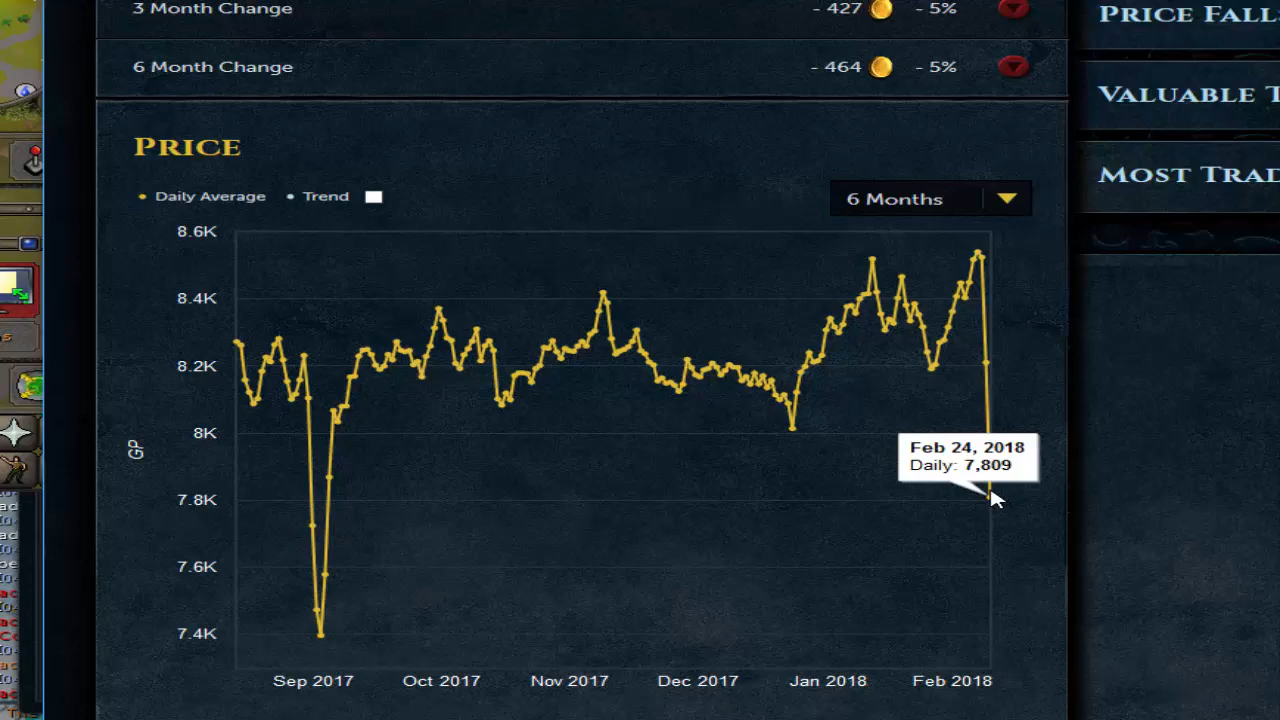 3 Month Change - 427 - 5%
6 Month Change - 464 - 5%
PRICE
Daily Average Trend
6 Months
8.6K
8.4K
8.2K
8K
7.8K
7.6K
7.4K
GP
Feb 24, 2018
Daily: 7,809
Sep 2017 Oct 2017 Nov 2017 Dec 2017 Jan 2018 Feb 2018
PRICE FALL
VALUABLE T
MOST TRAD